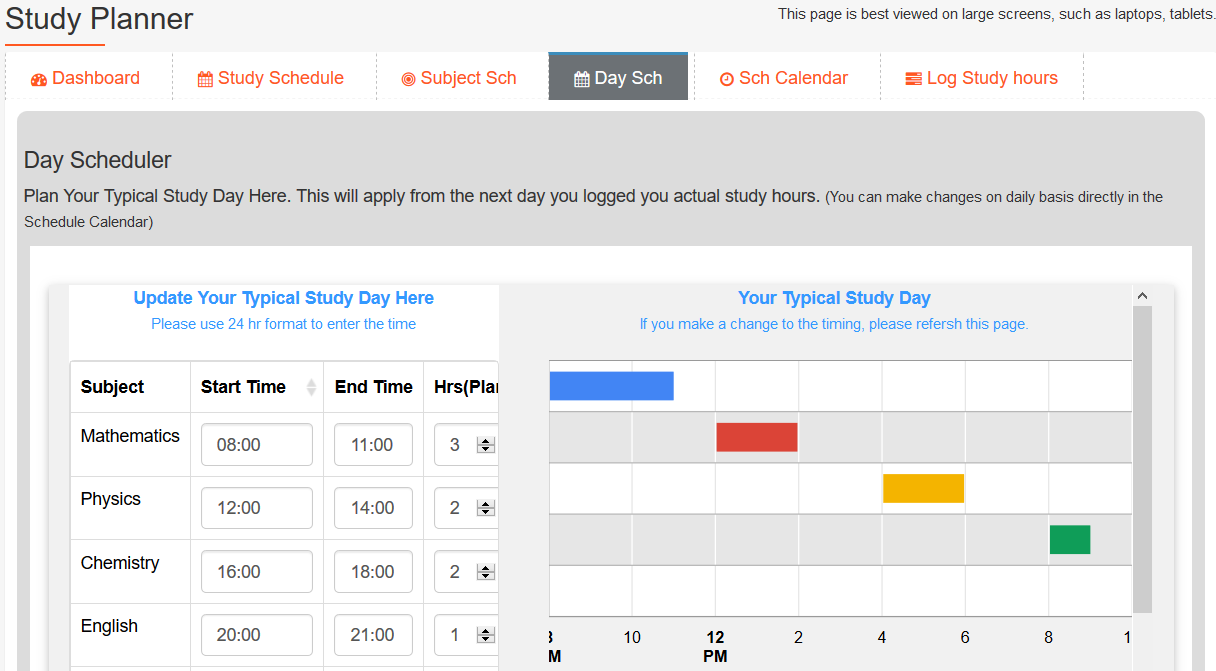 Study Planner
This page is best viewed on large screens, such as laptops, tablets.
Dashboard Study Schedule Subject Sch Day Sch Sch Calendar Log Study hours
Day Scheduler
Plan Your Typical Study Day Here. This will apply from the next day you logged you actual study hours. (You can make changes on daily basis directly in the
Schedule Calendar)
Update Your Typical Study Day Here
Please use 24 hr format to enter the time
Subject Start Time End Time Hrs(Pla
Mathematics 08:00 11:00 3
Physics 12:00 14:00 2
Chemistry 16:00 18:00 2
English 20:00 21:00 1
Your Typical Study Day
If you make a change to the timing, please refersh this page.
10 12 2 4 6 8 1
M PM